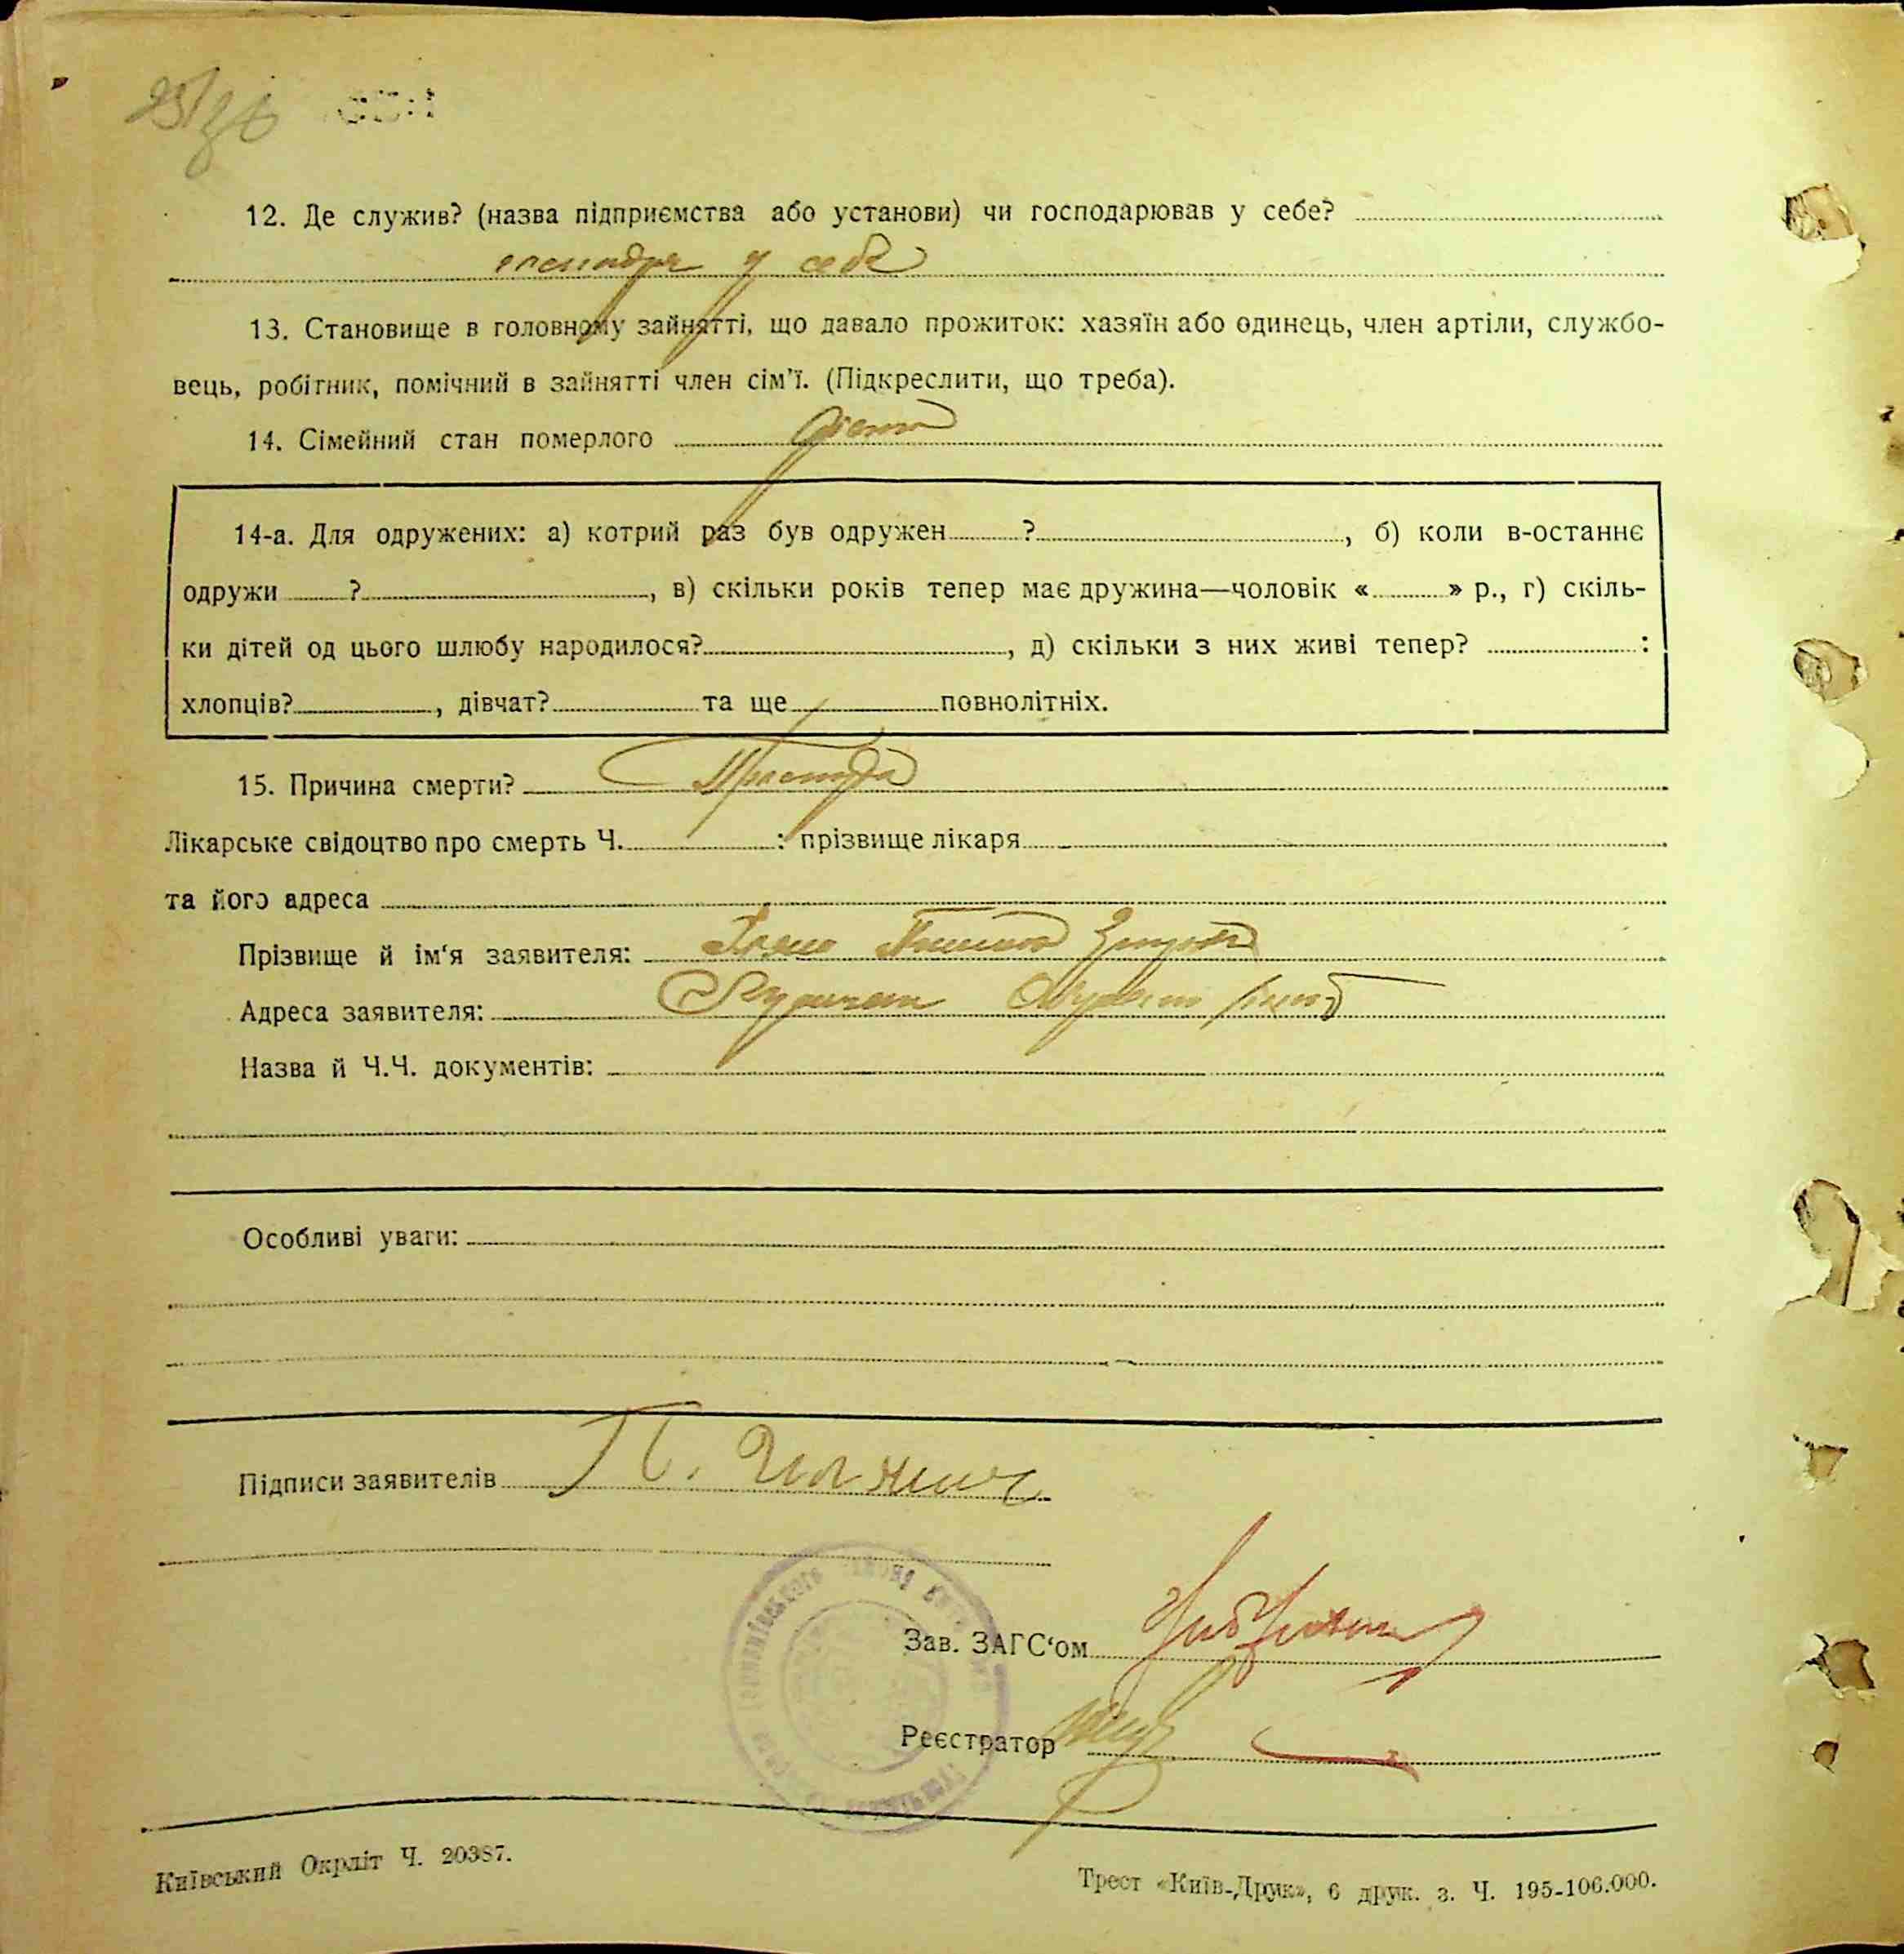 12. Де служив? (назва підприємства або установи) чи господарював у себе?
у себе
13. Становище в головному зайнятті, що давало прожиток: хазяїн або одинець, член артіли, службо-
вець, робітник, помічний в зайнятті член сім'ї. (Підкреслити, що треба).
14. Сімейний стан померлого
14-а. Для одружених: а) котрий раз був одружен ? , б) коли в-останнє
одружи ? , в) скільки років тепер має дружина—чоловік « » р., г) скіль-
ки дітей од цього шлюбу народилося? , д) скільки з них живі тепер? :
хлопців? , дівчат? та ще повнолітніх.
15. Причина смерти? Простуда
Лікарське свідоцтво про смерть Ч. : прізвище лікаря
та його адреса
Прізвище й ім'я заявителя:
Адреса заявителя:
Назва й Ч.Ч. документів:
Особливі уваги:
Підписи заявителів П.
Зав. ЗАГС'ом
Реєстратор
Київський Окрліт Ч. 20387.
Трест «Київ-Друк», 6 друк. з. Ч. 195-106.000.